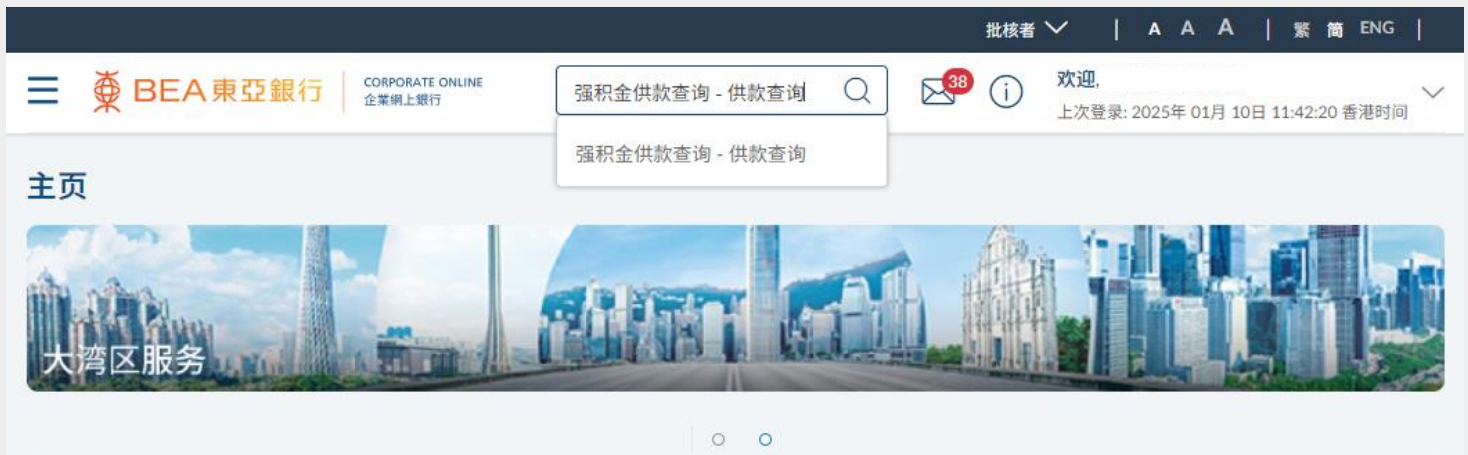 批核者 | A A A | 繁 簡 ENG |
BEA東亞銀行
CORPORATE ONLINE
企業網上銀行
强积金供款查询 - 供款查询
38
欢迎,
上次登录: 2025年 01月 10日 11:42:20 香港时间
强积金供款查询 - 供款查询
主页
大湾区服务